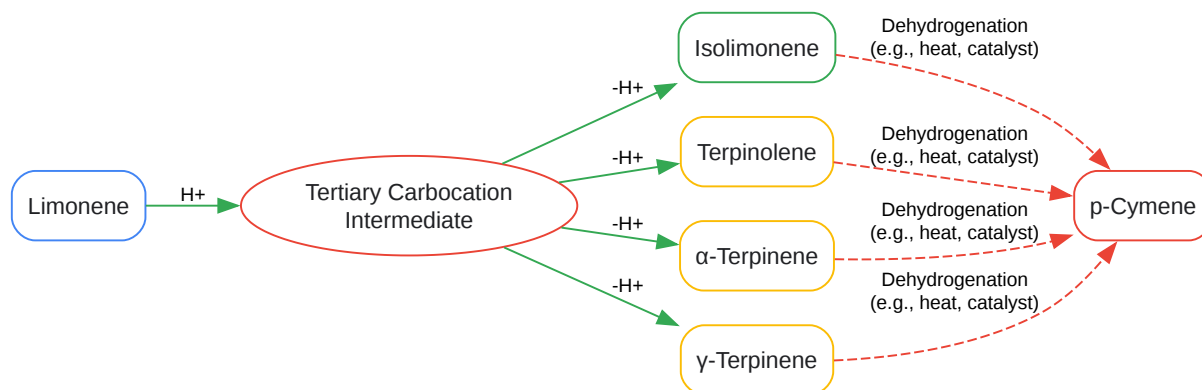 Limonene
H+
Tertiary Carbocation
Intermediate
-H+
-H+
-H+
-H+
Isolimonene
Terpinolene
α-Terpinene
γ-Terpinene
Dehydrogenation
(e.g., heat, catalyst)
Dehydrogenation
(e.g., heat, catalyst)
Dehydrogenation
(e.g., heat, catalyst)
Dehydrogenation
(e.g., heat, catalyst)
p-Cymene